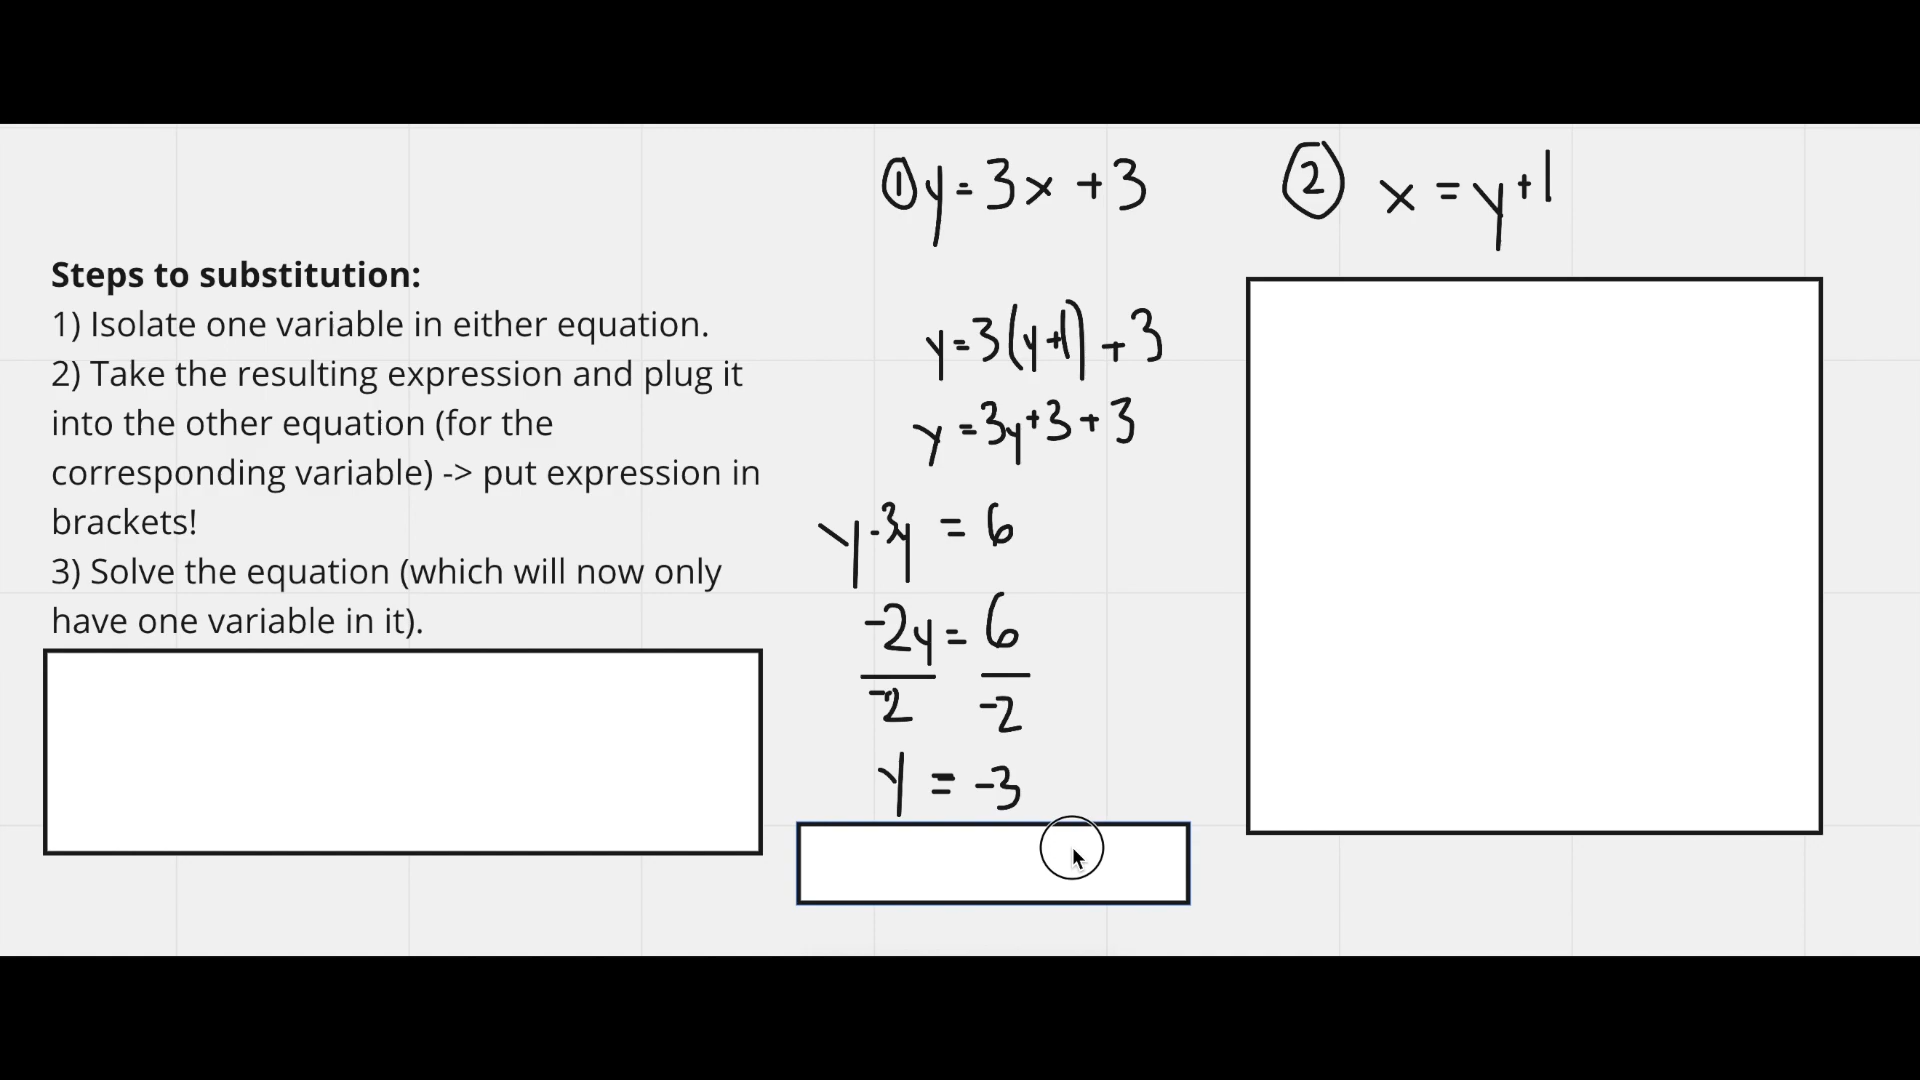 ① y = 3x + 3
② x = y + 1
Steps to substitution:
1) Isolate one variable in either equation.
2) Take the resulting expression and plug it
into the other equation (for the
corresponding variable) -> put expression in
brackets!
3) Solve the equation (which will now only
have one variable in it).
y = 3(y+1) + 3
y = 3y + 3 + 3
y - 3y = 6
-2y = 6
-2 -2
y = -3